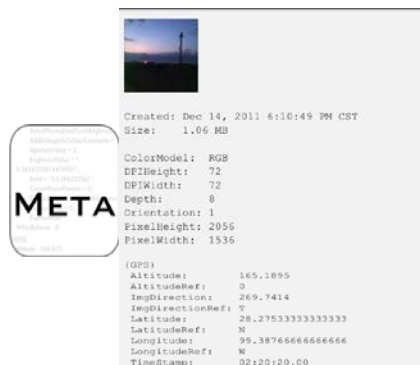 META
Created: Dec 14, 2011 6:10:49 PM CST
Size: 1.06 MB
ColorModel: RGB
DPIHeight: 72
DPIWidth: 72
Depth: 8
Orientation: 1
PixelHeight: 2056
PixelWidth: 1536
(GPS)
Altitude: 165.1895
AltitudeRef: 0
ImgDirection: 269.7414
ImgDirectionRef: T
Latitude: 28.27533333333333
LatitudeRef: N
Longitude: 99.38766666666666
LongitudeRef: W
TimeStamp: 02:20:20.00